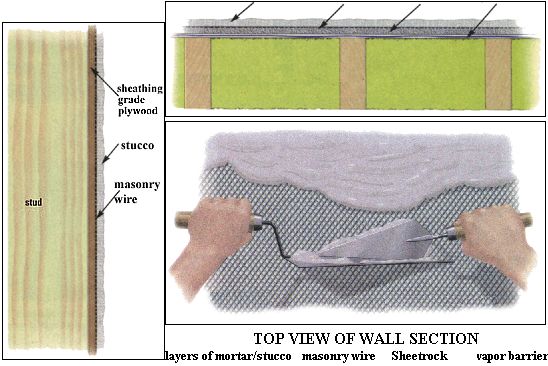 sheathing
grade
plywood
stucco
masonry
wire
stud
TOP VIEW OF WALL SECTION
layers of mortar/stucco masonry wire Sheetrock vapor barrier